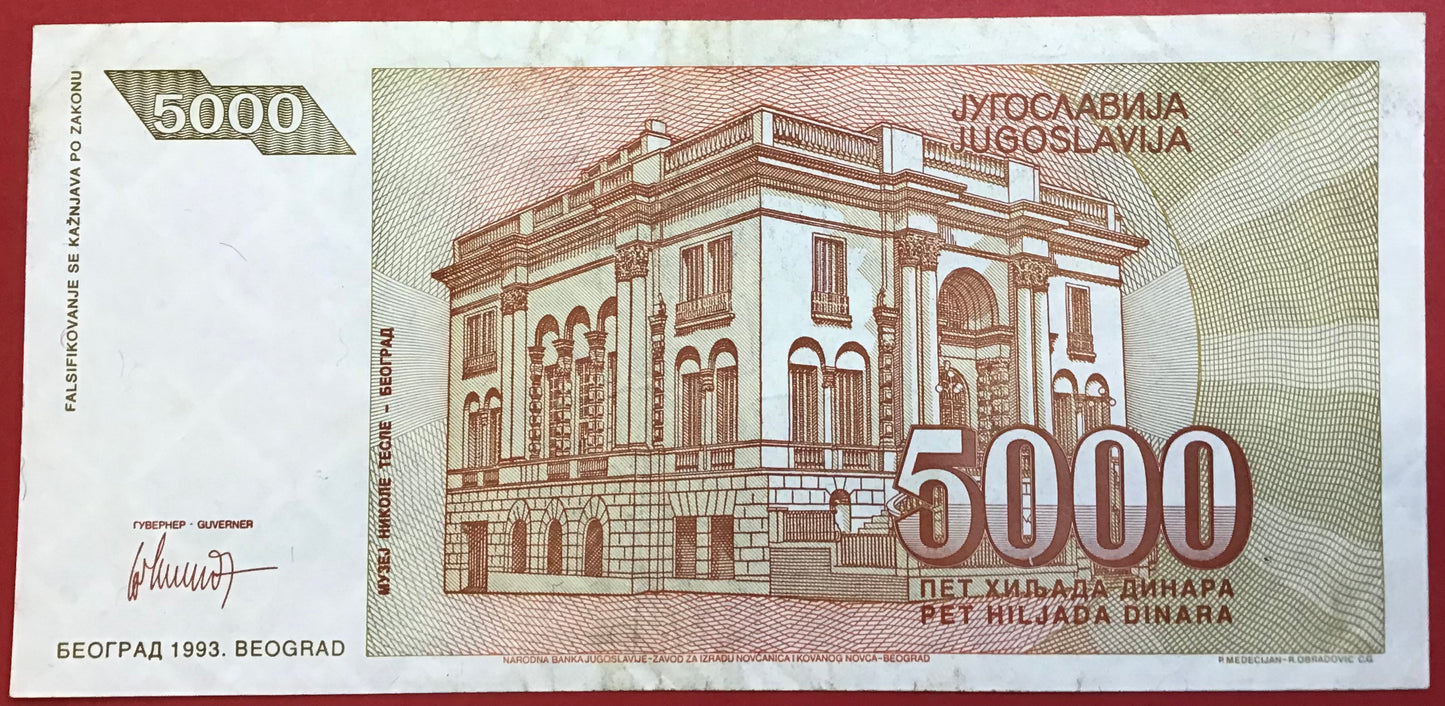 5000
FALSIFIKOVANJE SE KAŽNJAVA PO ZAKONU
ЈУГОСЛАВИЈА
JUGOSLAVIJA
МУЗЕЈ НИКОЛЕ ТЕСЛЕ - БЕОГРАД
ГУВЕРНЕР - GUVERNER
5000
ПЕТ ХИЉАДА ДИНАРА
PET HILJADA DINARA
БЕОГРАД 1993. BEOGRAD
NARODNA BANKA JUGOSLAVIJE-ZAVOD ZA IZRADU NOVČANICA I KOVANOG NOVCA-BEOGRAD
P. MEDECIJAN-R. OBRADOVIĆ C.G.